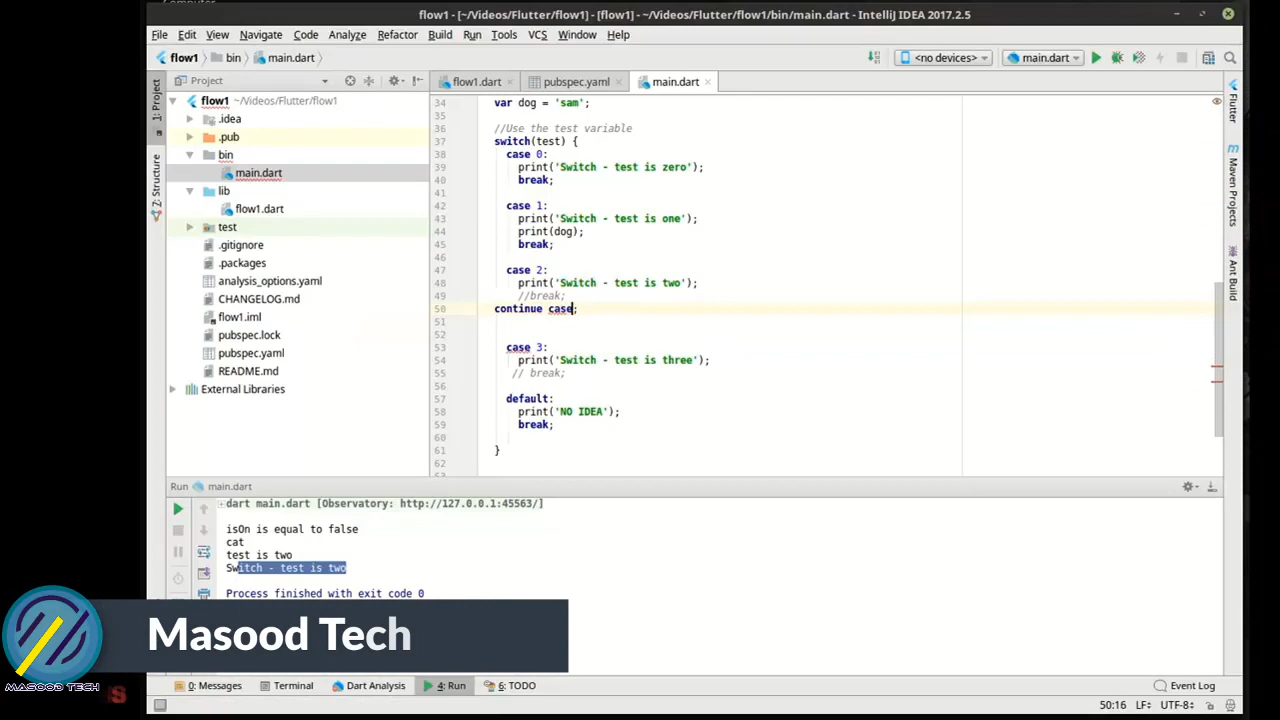 flow1 - [~/Videos/Flutter/flow1] - [flow1] - ~/Videos/Flutter/flow1/bin/main.dart - IntelliJ IDEA 2017.2.5
File Edit View Navigate Code Analyze Refactor Build Run Tools VCS Window Help
flow1 bin main.dart <no devices> main.dart
Project flow1.dart pubspec.yaml main.dart
1: Project
7: Structure
flow1 ~/Videos/Flutter/flow1
.idea
.pub
bin
main.dart
lib
flow1.dart
test
.gitignore
.packages
analysis_options.yaml
CHANGELOG.md
flow1.iml
pubspec.lock
pubspec.yaml
README.md
External Libraries
34 var dog = 'sam';
35
36 //Use the test variable
37 switch(test) {
38 case 0:
39 print('Switch - test is zero');
40 break;
41
42 case 1:
43 print('Switch - test is one');
44 print(dog);
45 break;
46
47 case 2:
48 print('Switch - test is two');
49 //break;
50 continue case;
51
52
53 case 3:
54 print('Switch - test is three');
55 // break;
56
57 default:
58 print('NO IDEA');
59 break;
60
61 }
62
Flutter
Maven Projects
Ant Build
Run main.dart
dart main.dart [Observatory: http://127.0.0.1:45563/]
isOn is equal to false
cat
test is two
Switch - test is two
Process finished with exit code 0
Masood Tech
MASOOD TECH
0: Messages Terminal Dart Analysis 4: Run 6: TODO Event Log
50:16 LF÷ UTF-8÷